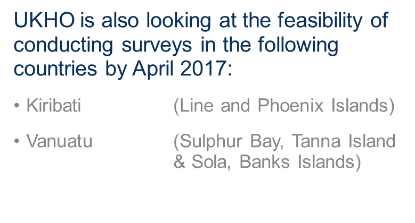 UKHO is also looking at the feasibility of
conducting surveys in the following
countries by April 2017:
• Kiribati (Line and Phoenix Islands)
• Vanuatu (Sulphur Bay, Tanna Island
& Sola, Banks Islands)